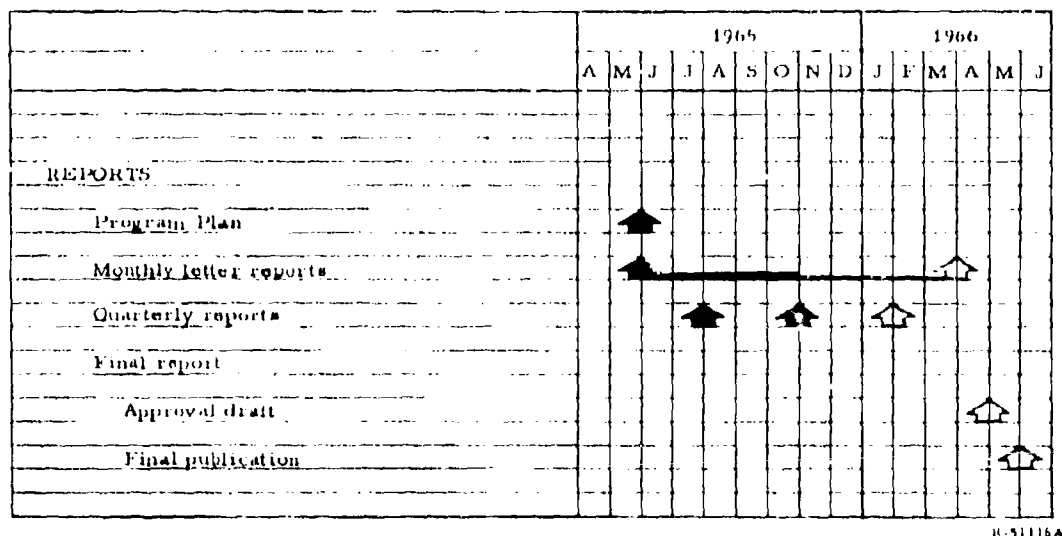 1965 1966
A M J J A S O N D J F M A M J
REPORTS
Program Plan
Monthly letter reports
Quarterly reports
Final report
Approval draft
Final publication
R-51116A